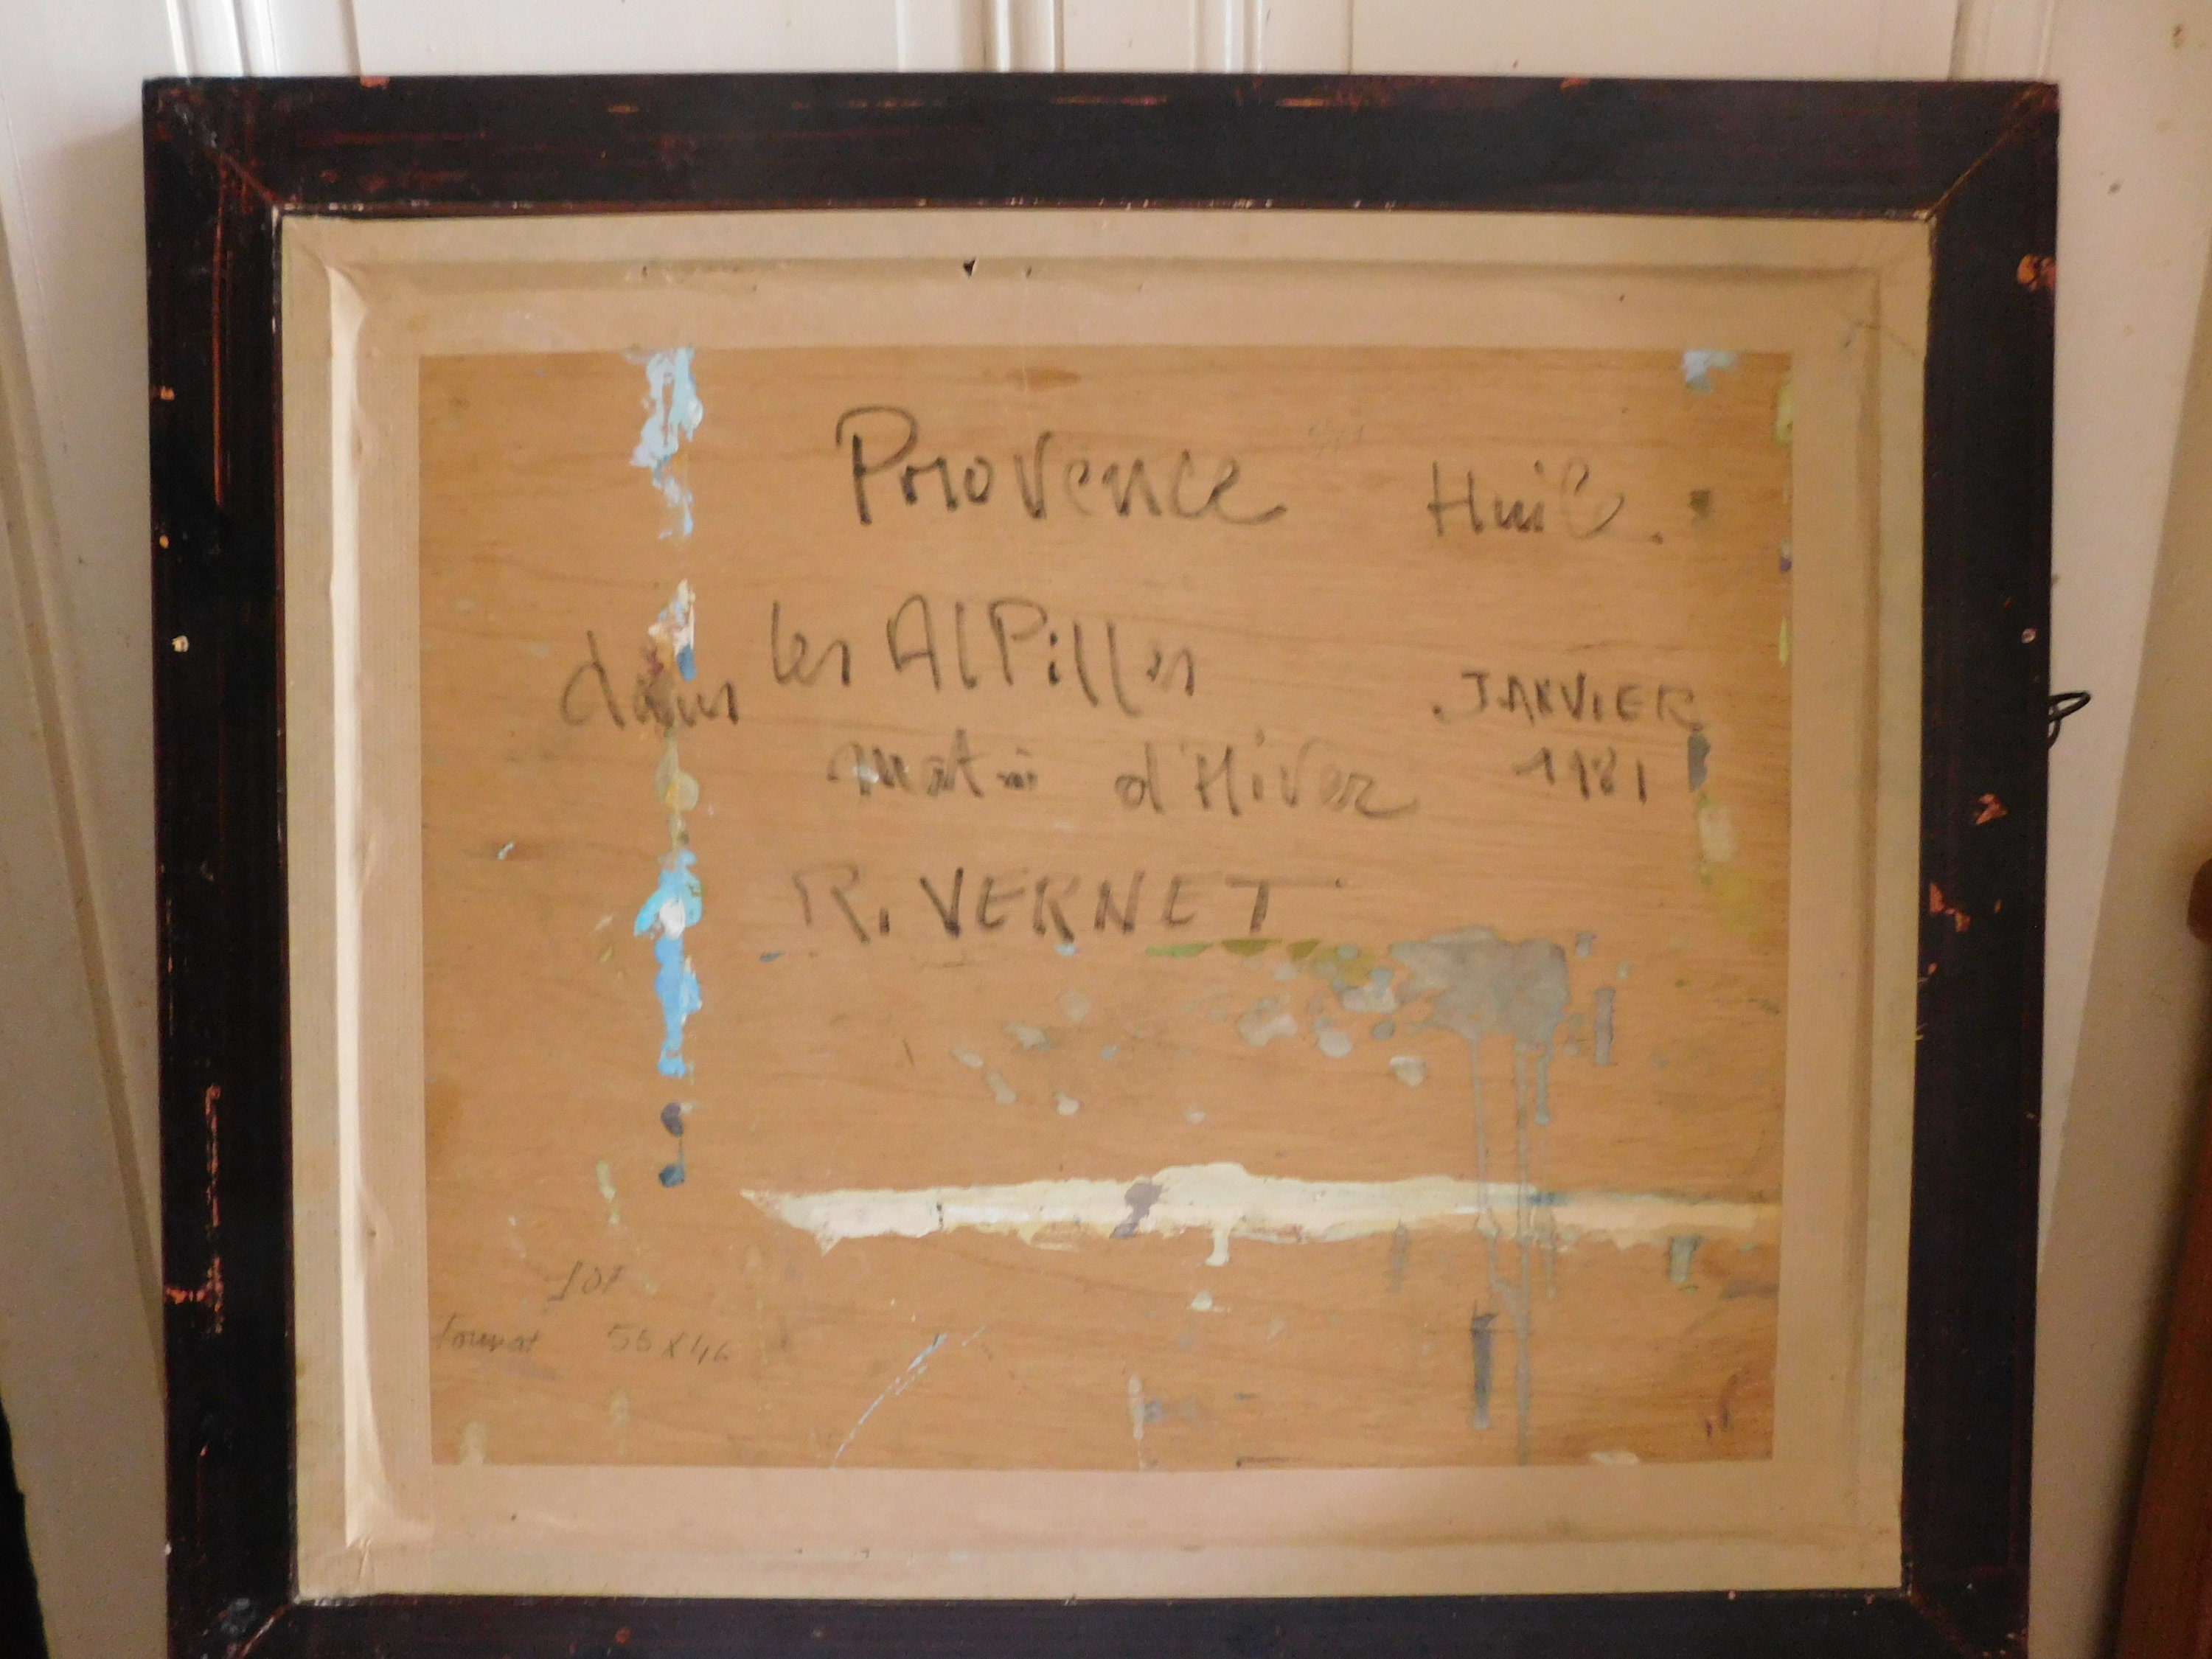 Provence Huile.
dans les AlPilles
matin d'Hiver
JANVIER
1981
R. VERNET
10F
Format 55x46